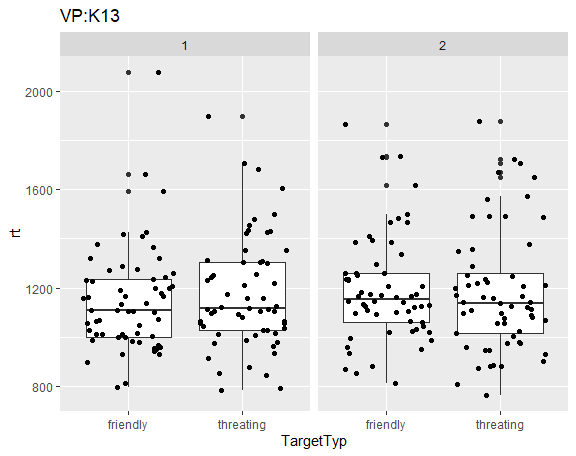 VP:K13
1
2
2000
1600
1200
800
rt
friendly
threating
friendly
threating
TargetTyp